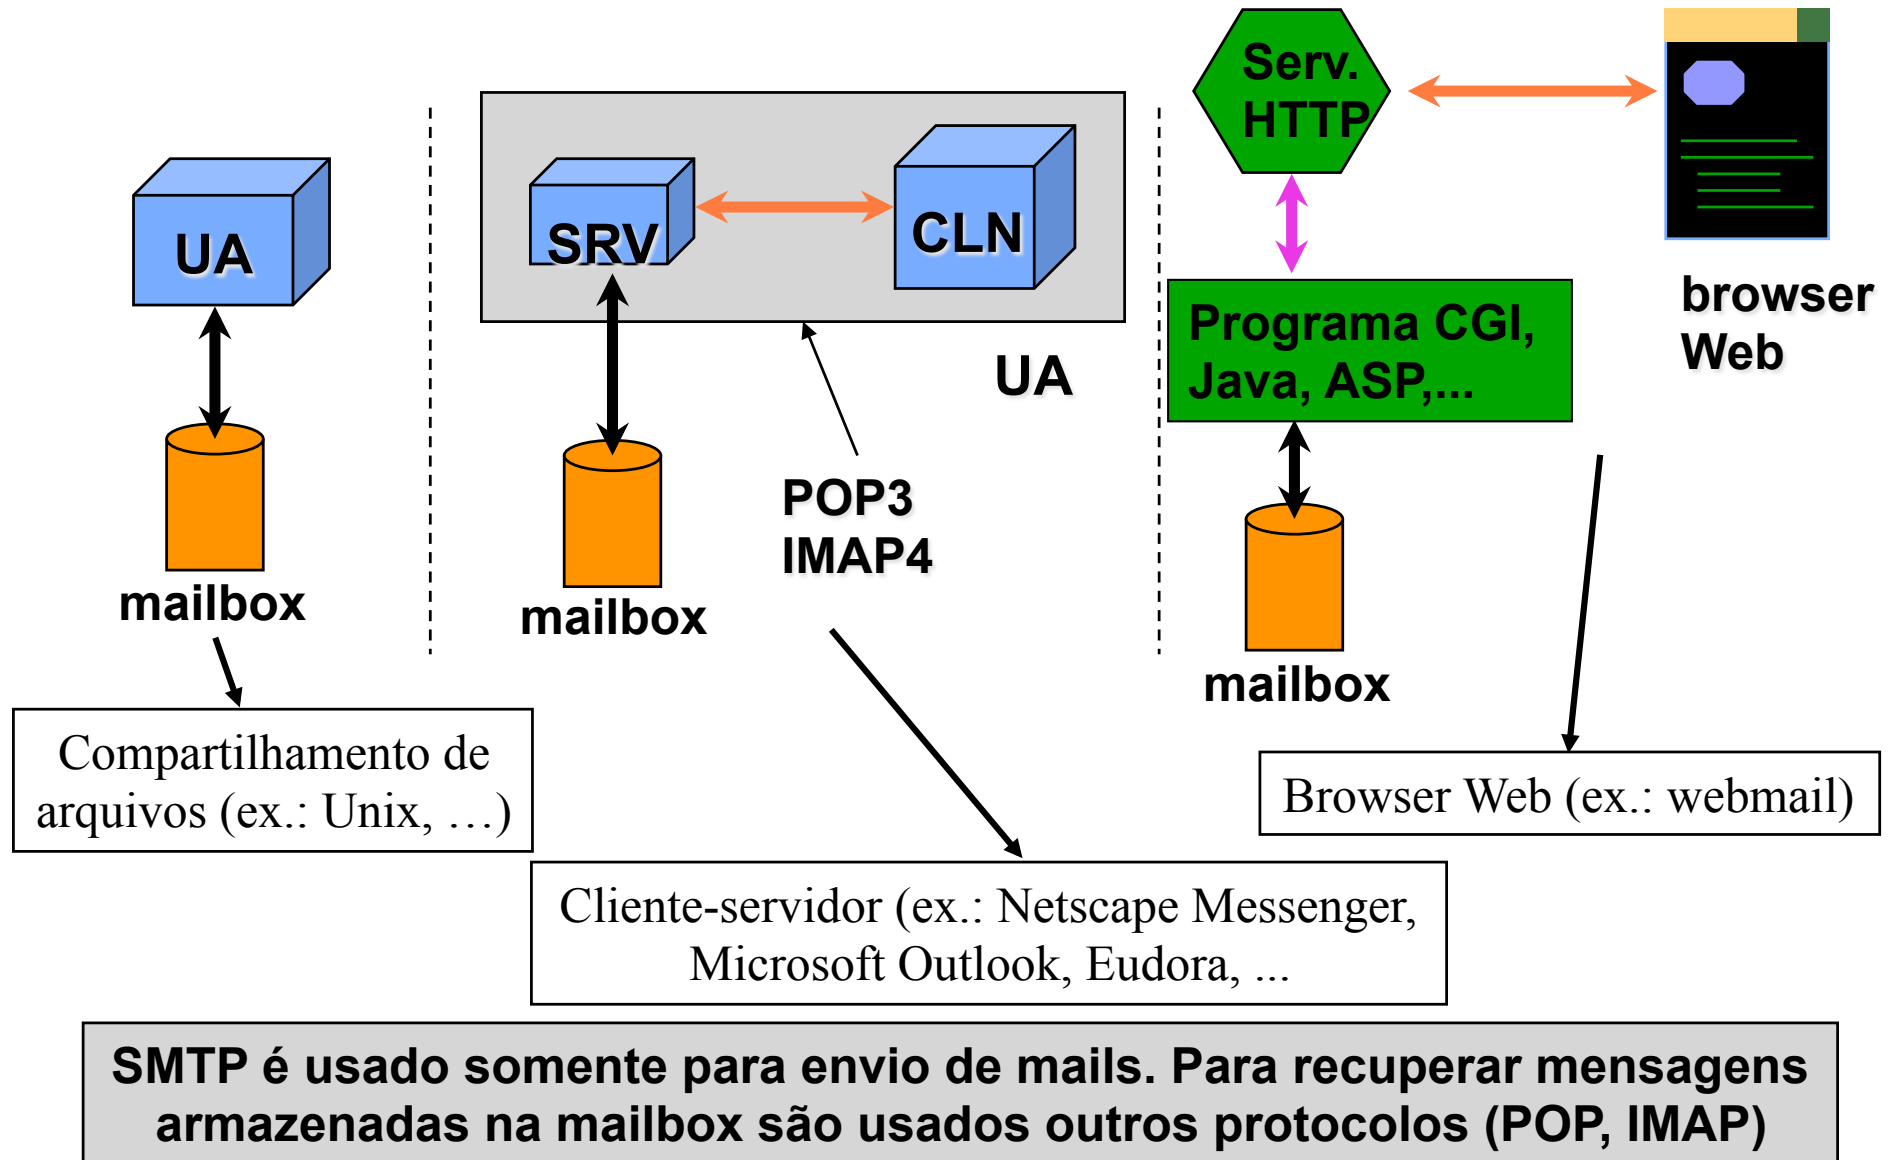 UA
mailbox
Compartilhamento de
arquivos (ex.: Unix, …)
SRV
CLN
UA
POP3
IMAP4
mailbox
Cliente-servidor (ex.: Netscape Messenger,
Microsoft Outlook, Eudora, ...
Serv.
HTTP
browser
Web
Programa CGI,
Java, ASP,...
mailbox
Browser Web (ex.: webmail)
SMTP é usado somente para envio de mails. Para recuperar mensagens
armazenadas na mailbox são usados outros protocolos (POP, IMAP)